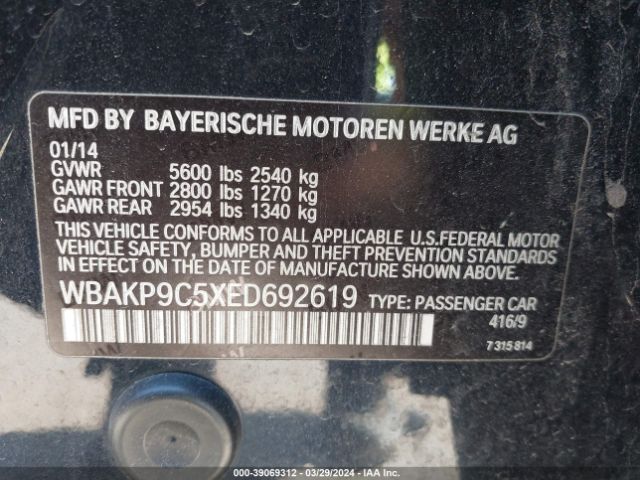 MFD BY BAYERISCHE MOTOREN WERKE AG
01/14
GVWR 5600 lbs 2540 kg
GAWR FRONT 2800 lbs 1270 kg
GAWR REAR 2954 lbs 1340 kg
THIS VEHICLE CONFORMS TO ALL APPLICABLE U.S.FEDERAL MOTOR
VEHICLE SAFETY, BUMPER AND THEFT PREVENTION STANDARDS
IN EFFECT ON THE DATE OF MANUFACTURE SHOWN ABOVE.
WBAKP9C5XED692619 TYPE: PASSENGER CAR
416/9
7315814
000-39069312 - 03/29/2024 - IAA Inc.